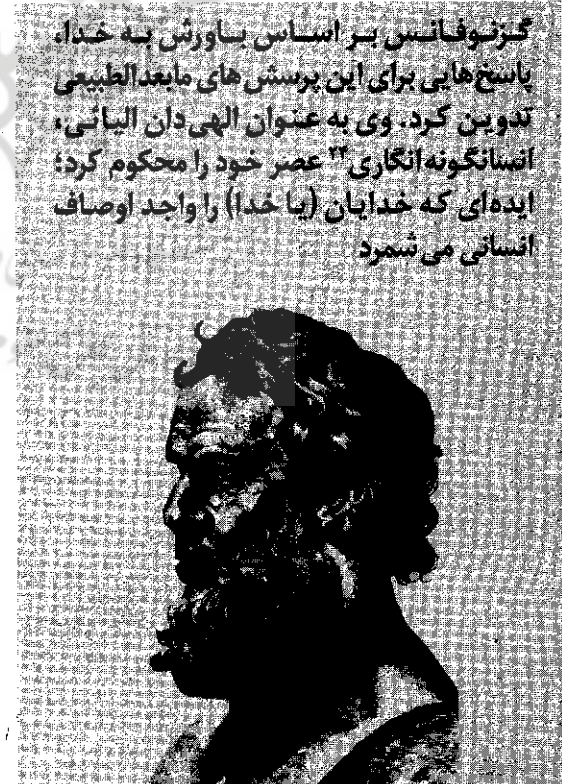 گزنوفانس بر اساس باورش به خدا،
پاسخ‌هایی برای این پرسش‌های مابعدالطبیعی
تدوین کرد. وی به عنوان الهی‌دان الیائی،
انسانگونه‌انگاری۲۴ عصر خود را محکوم کرد؛
ایده‌ای که خدایان (یا خدا) را واجد اوصاف
انسانی می‌شمرد